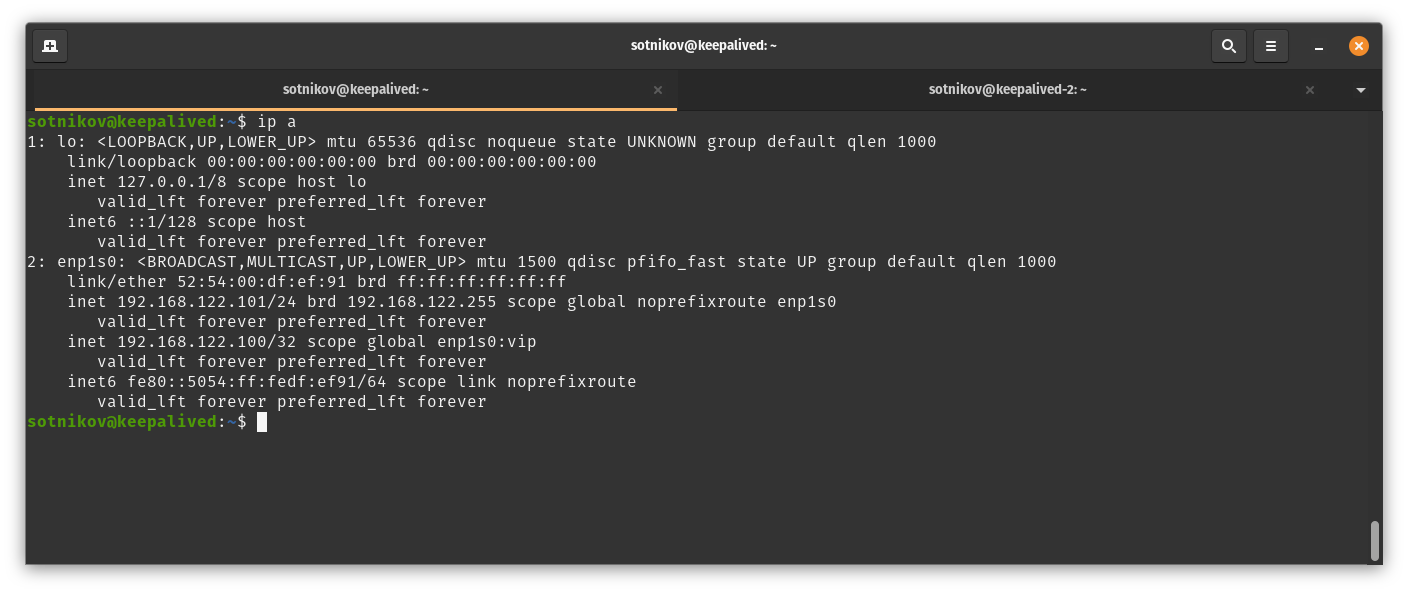 sotnikov@keepalived: ~
sotnikov@keepalived: ~
sotnikov@keepalived-2: ~
sotnikov@keepalived:~$ ip a
1: lo: <LOOPBACK,UP,LOWER_UP> mtu 65536 qdisc noqueue state UNKNOWN group default qlen 1000
    link/loopback 00:00:00:00:00:00 brd 00:00:00:00:00:00
    inet 127.0.0.1/8 scope host lo
       valid_lft forever preferred_lft forever
    inet6 ::1/128 scope host
       valid_lft forever preferred_lft forever
2: enp1s0: <BROADCAST,MULTICAST,UP,LOWER_UP> mtu 1500 qdisc pfifo_fast state UP group default qlen 1000
    link/ether 52:54:00:df:ef:91 brd ff:ff:ff:ff:ff:ff
    inet 192.168.122.101/24 brd 192.168.122.255 scope global noprefixroute enp1s0
       valid_lft forever preferred_lft forever
    inet 192.168.122.100/32 scope global enp1s0:vip
       valid_lft forever preferred_lft forever
    inet6 fe80::5054:ff:fedf:ef91/64 scope link noprefixroute
       valid_lft forever preferred_lft forever
sotnikov@keepalived:~$